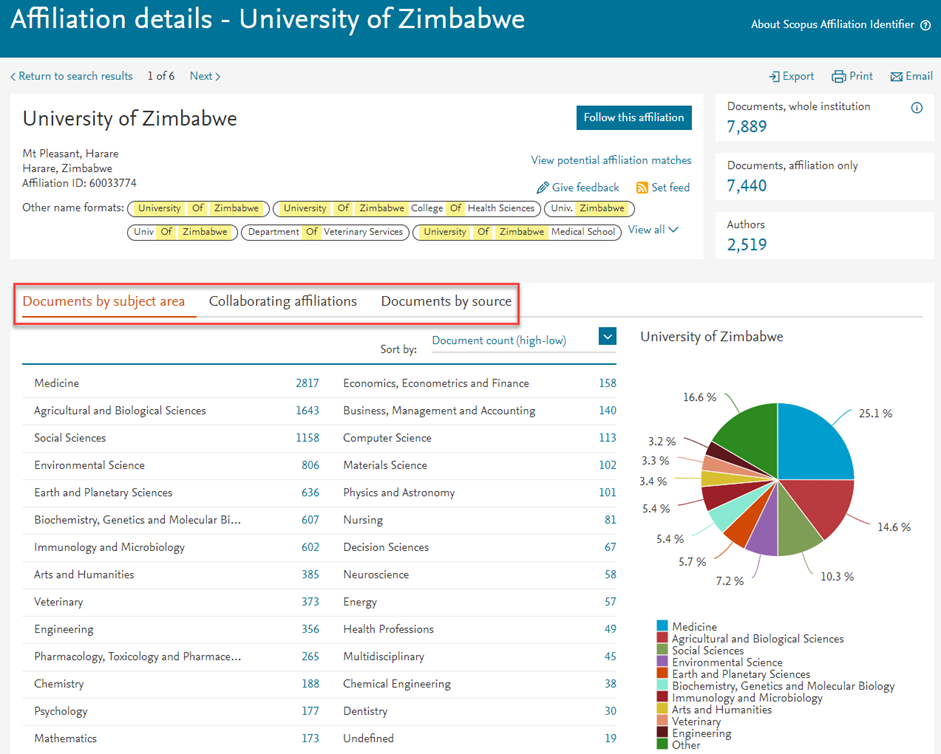 Affiliation details - University of Zimbabwe
About Scopus Affiliation Identifier ?
< Return to search results 1 of 6 Next >
Export Print Email
University of Zimbabwe
Follow this affiliation
Mt Pleasant, Harare
Harare, Zimbabwe
Affiliation ID: 60033774
View potential affiliation matches
Give feedback Set feed
Other name formats: University Of Zimbabwe University Of Zimbabwe College Of Health Sciences Univ. Zimbabwe
Univ Of Zimbabwe Department Of Veterinary Services University Of Zimbabwe Medical School View all
Documents, whole institution i
7,889
Documents, affiliation only
7,440
Authors
2,519
Documents by subject area Collaborating affiliations Documents by source
Sort by: Document count (high-low)
Medicine 2817 Economics, Econometrics and Finance 158
Agricultural and Biological Sciences 1643 Business, Management and Accounting 140
Social Sciences 1158 Computer Science 113
Environmental Science 806 Materials Science 102
Earth and Planetary Sciences 636 Physics and Astronomy 101
Biochemistry, Genetics and Molecular Bi... 607 Nursing 81
Immunology and Microbiology 602 Decision Sciences 67
Arts and Humanities 385 Neuroscience 58
Veterinary 373 Energy 57
Engineering 356 Health Professions 49
Pharmacology, Toxicology and Pharmace... 265 Multidisciplinary 45
Chemistry 188 Chemical Engineering 38
Psychology 177 Dentistry 30
Mathematics 173 Undefined 19
University of Zimbabwe
16.6 %
25.1 %
3.2 %
3.3 %
3.4 %
5.4 %
14.6 %
5.4 %
5.7 %
10.3 %
7.2 %
Medicine
Agricultural and Biological Sciences
Social Sciences
Environmental Science
Earth and Planetary Sciences
Biochemistry, Genetics and Molecular Biology
Immunology and Microbiology
Arts and Humanities
Veterinary
Engineering
Other